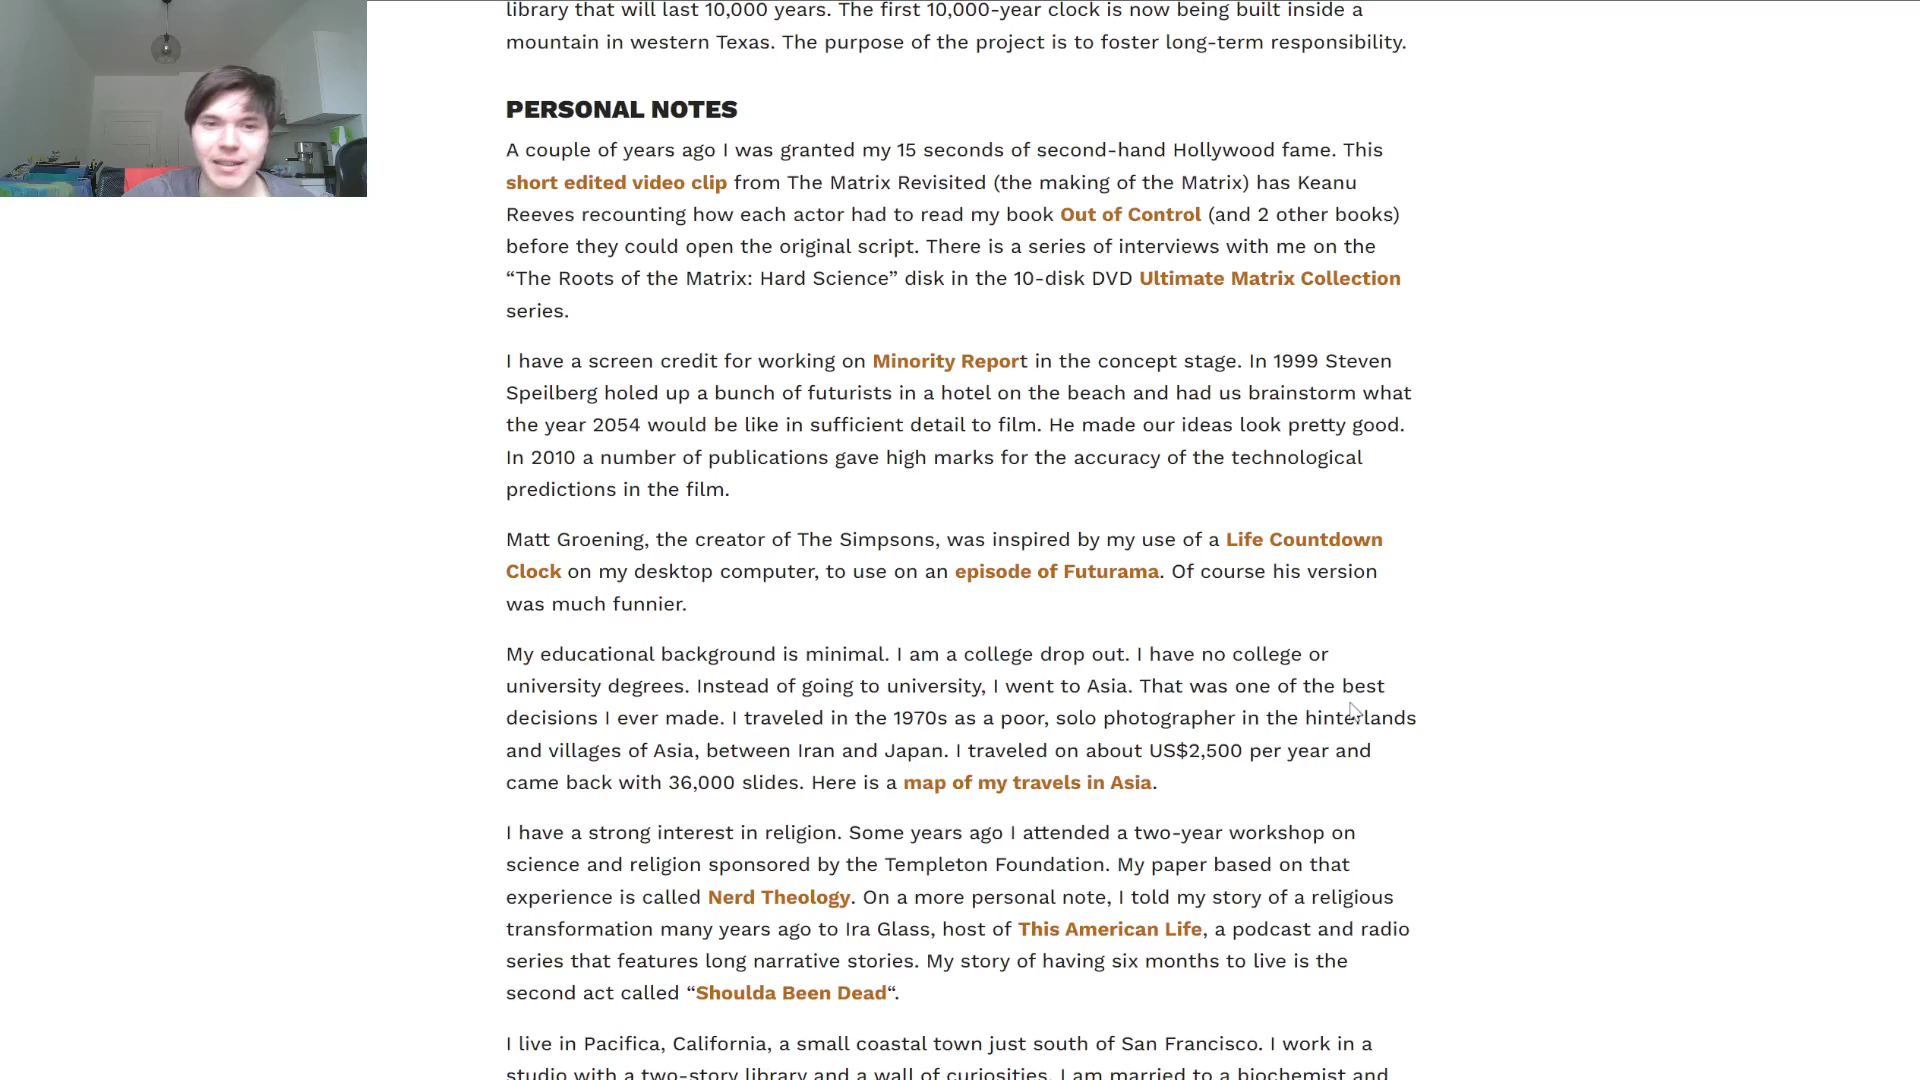 library that will last 10,000 years. The first 10,000-year clock is now being built inside a
mountain in western Texas. The purpose of the project is to foster long-term responsibility.
PERSONAL NOTES
A couple of years ago I was granted my 15 seconds of second-hand Hollywood fame. This
short edited video clip from The Matrix Revisited (the making of the Matrix) has Keanu
Reeves recounting how each actor had to read my book Out of Control (and 2 other books)
before they could open the original script. There is a series of interviews with me on the
“The Roots of the Matrix: Hard Science” disk in the 10-disk DVD Ultimate Matrix Collection
series.
I have a screen credit for working on Minority Report in the concept stage. In 1999 Steven
Speilberg holed up a bunch of futurists in a hotel on the beach and had us brainstorm what
the year 2054 would be like in sufficient detail to film. He made our ideas look pretty good.
In 2010 a number of publications gave high marks for the accuracy of the technological
predictions in the film.
Matt Groening, the creator of The Simpsons, was inspired by my use of a Life Countdown
Clock on my desktop computer, to use on an episode of Futurama. Of course his version
was much funnier.
My educational background is minimal. I am a college drop out. I have no college or
university degrees. Instead of going to university, I went to Asia. That was one of the best
decisions I ever made. I traveled in the 1970s as a poor, solo photographer in the hinterlands
and villages of Asia, between Iran and Japan. I traveled on about US$2,500 per year and
came back with 36,000 slides. Here is a map of my travels in Asia.
I have a strong interest in religion. Some years ago I attended a two-year workshop on
science and religion sponsored by the Templeton Foundation. My paper based on that
experience is called Nerd Theology. On a more personal note, I told my story of a religious
transformation many years ago to Ira Glass, host of This American Life, a podcast and radio
series that features long narrative stories. My story of having six months to live is the
second act called “Shoulda Been Dead“.
I live in Pacifica, California, a small coastal town just south of San Francisco. I work in a
studio with a two-story library and a wall of curiosities. I am married to a biochemist and